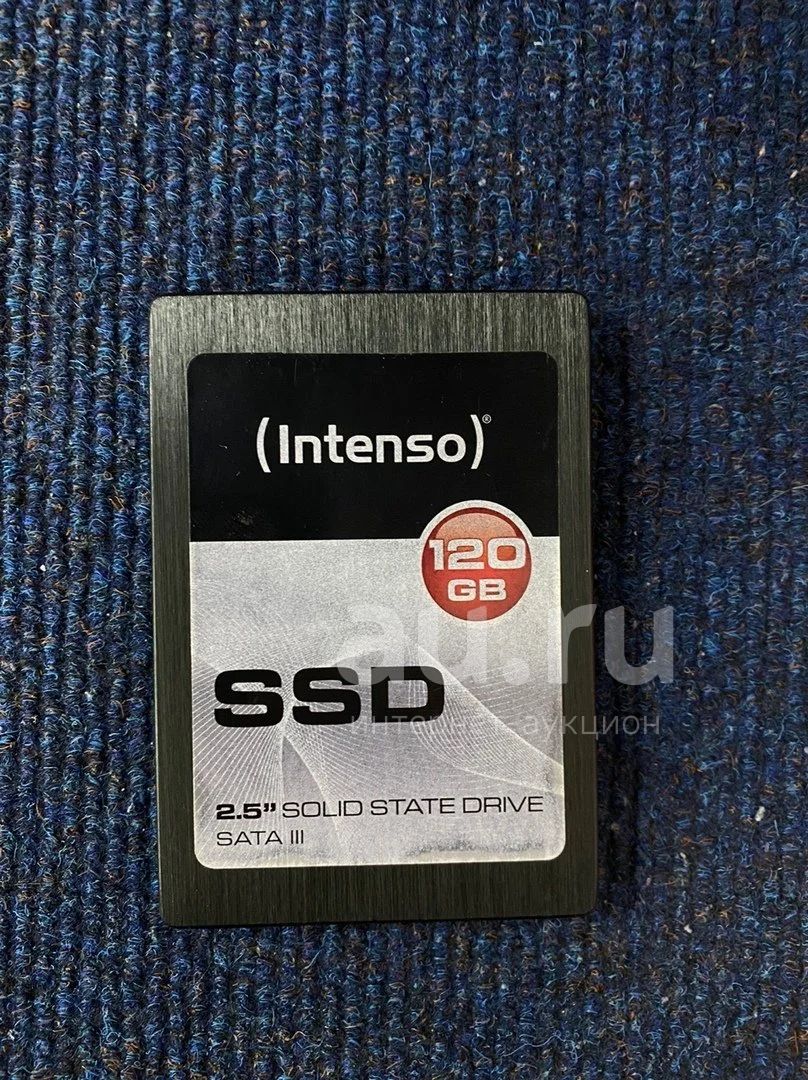 (Intenso)®
120
GB
au.ru
SSD
интернет-аукцион
2.5" SOLID STATE DRIVE
SATA III